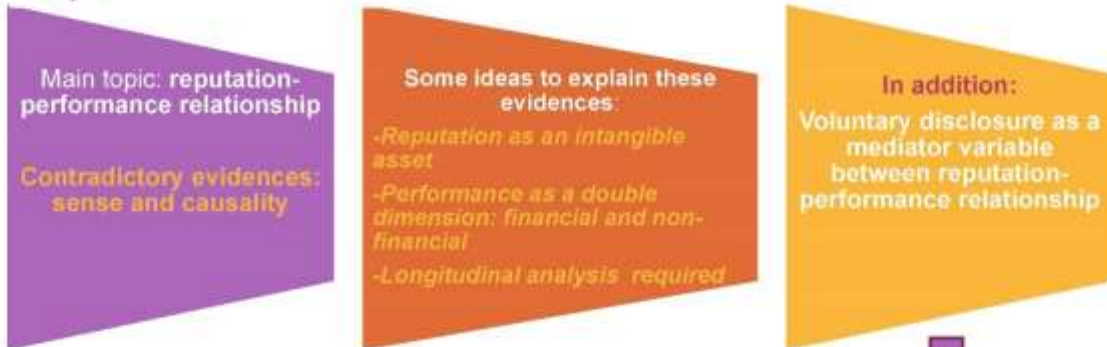 Main topic: reputation-
performance relationship
Contradictory evidences:
sense and causality
Some ideas to explain these
evidences:
-Reputation as an intangible
asset
-Performance as a double
dimension: financial and non-
financial
-Longitudinal analysis required
In addition:
Voluntary disclosure as a
mediator variable
between reputation-
performance relationship